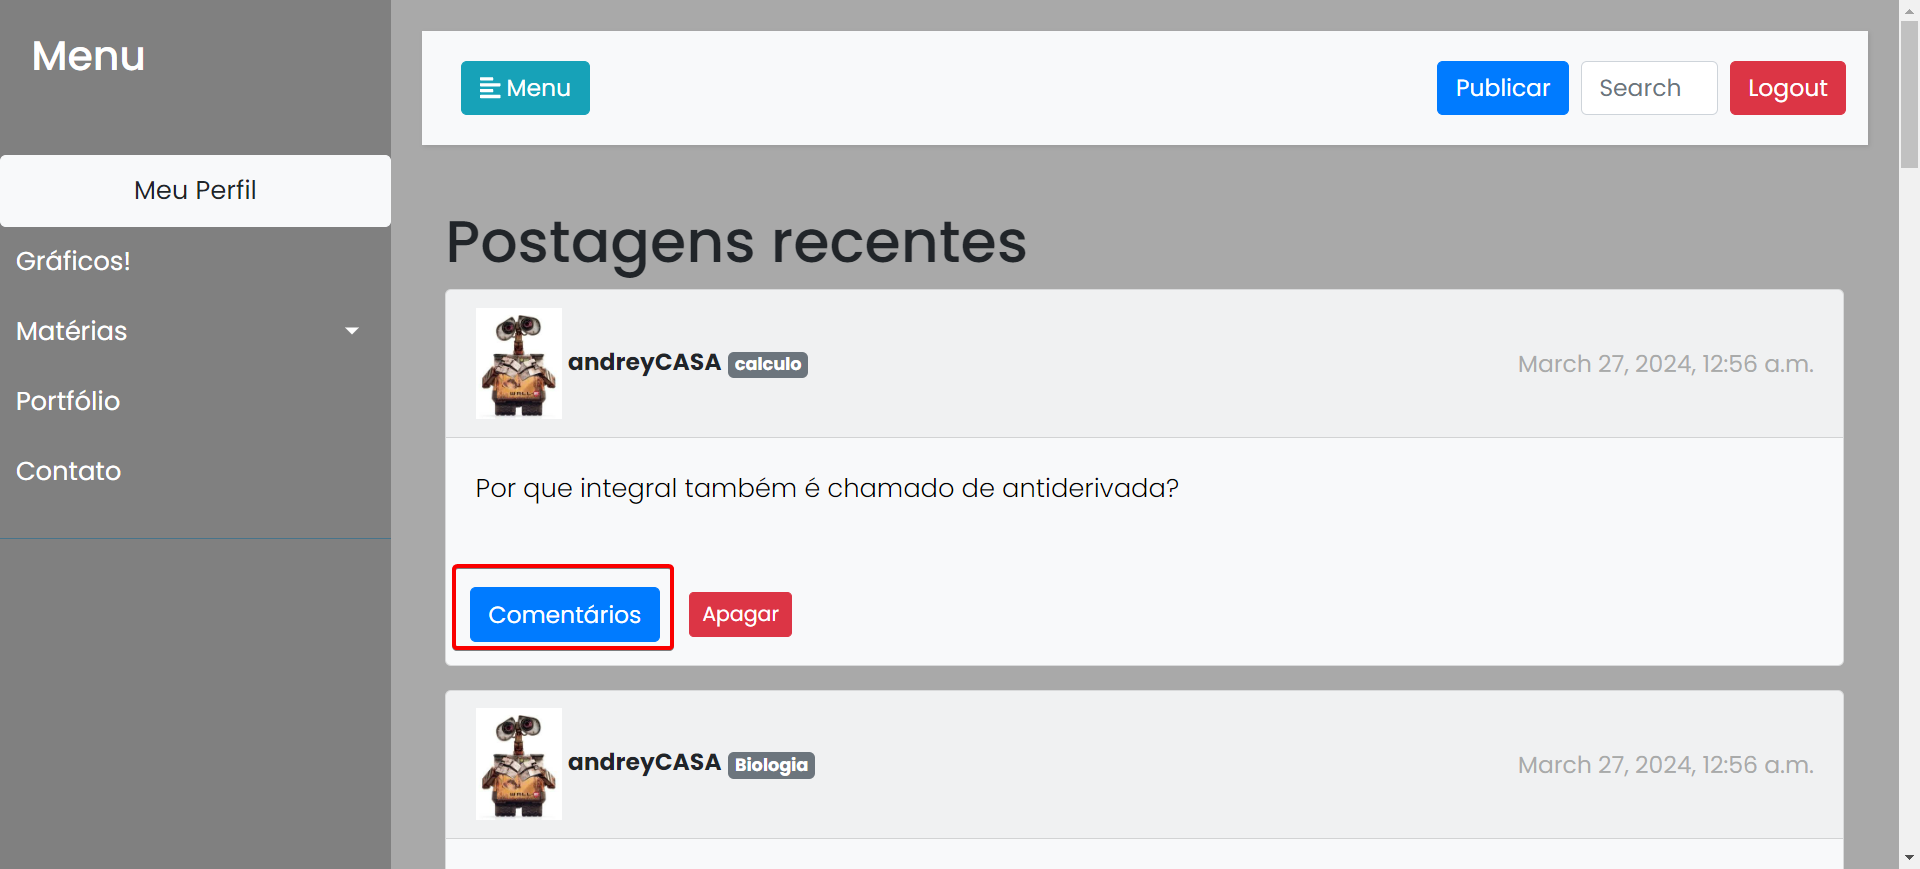 Menu
Meu Perfil
Gráficos!
Matérias
Portfólio
Contato
Menu
Publicar
Search
Logout
Postagens recentes
andreyCASA calculo
March 27, 2024, 12:56 a.m.
Por que integral também é chamado de antiderivada?
Comentários
Apagar
andreyCASA Biologia
March 27, 2024, 12:56 a.m.